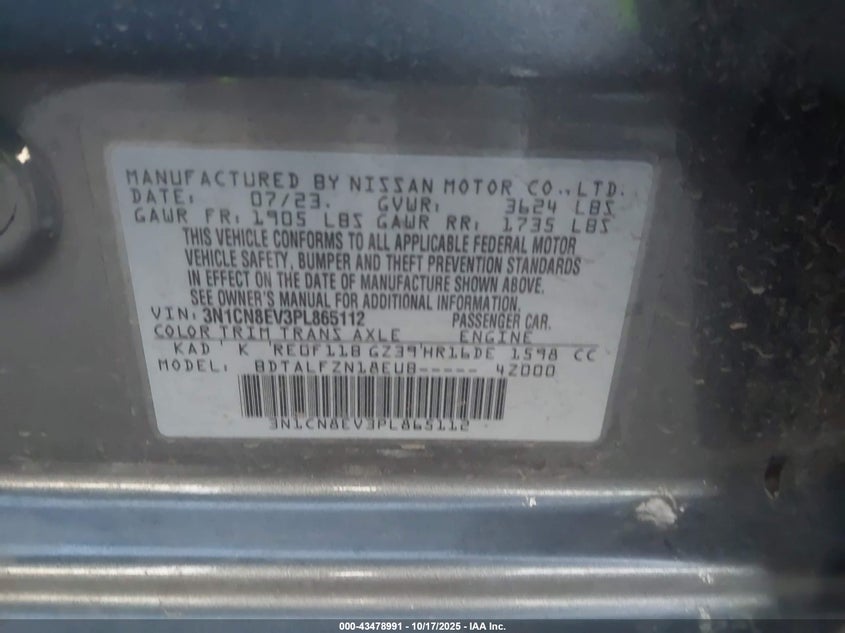 MANUFACTURED BY NISSAN MOTOR CO., LTD.
DATE: 07/23. GVWR: 3624 LBS
GAWR FR: 1905 LBS GAWR RR: 1735 LBS
THIS VEHICLE CONFORMS TO ALL APPLICABLE FEDERAL MOTOR
VEHICLE SAFETY, BUMPER AND THEFT PREVENTION STANDARDS
IN EFFECT ON THE DATE OF MANUFACTURE SHOWN ABOVE.
SEE OWNER'S MANUAL FOR ADDITIONAL INFORMATION.
VIN: 3N1CN8EV3PL865112 PASSENGER CAR.
COLOR TRIM TRANS AXLE ENGINE
KAD K RE0F11B GZ39 HR16DE 1598 CC
MODEL: BDTALFZN18EUB----- 42000
3N1CN8EV3PL865112
000-43478991 | 10/17/2025 - IAA Inc.